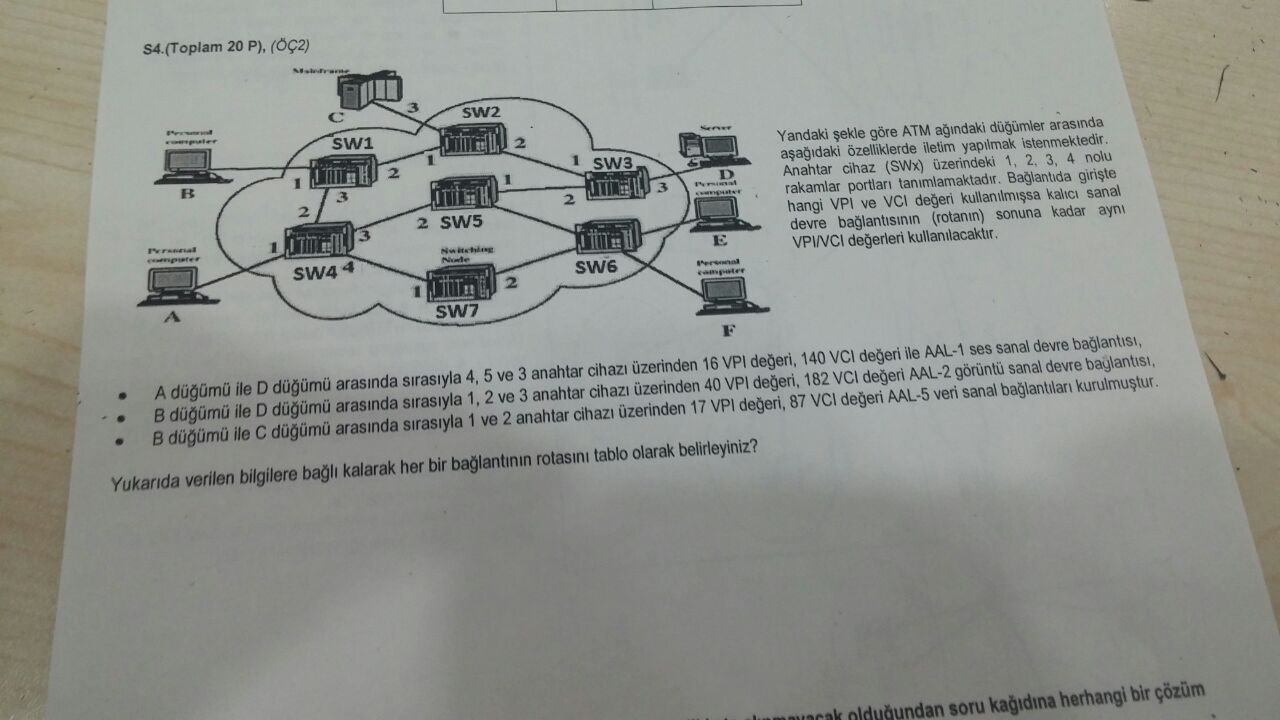 S4.(Toplam 20 P), (ÖÇ2)
Mainframe
C
3
SW2
Personal
computer
SW1
1
2
1
SW3
Server
B
1
2
3
D
3
1
2
Personal
computer
2
3
2
SW5
E
Personal
computer
1
SW4
4
Switching
Node
SW6
Personal
computer
1
2
A
SW7
F
Yandaki şekle göre ATM ağındaki düğümler arasında
aşağıdaki özelliklerde iletim yapılmak istenmektedir.
Anahtar cihaz (SWx) üzerindeki 1, 2, 3, 4 nolu
rakamlar portları tanımlamaktadır. Bağlantıda girişte
hangi VPI ve VCI değeri kullanılmışsa kalıcı sanal
devre bağlantısının (rotanın) sonuna kadar aynı
VPI/VCI değerleri kullanılacaktır.
• A düğümü ile D düğümü arasında sırasıyla 4, 5 ve 3 anahtar cihazı üzerinden 16 VPI değeri, 140 VCI değeri ile AAL-1 ses sanal devre bağlantısı,
• B düğümü ile D düğümü arasında sırasıyla 1, 2 ve 3 anahtar cihazı üzerinden 40 VPI değeri, 182 VCI değeri AAL-2 görüntü sanal devre bağlantısı,
• B düğümü ile C düğümü arasında sırasıyla 1 ve 2 anahtar cihazı üzerinden 17 VPI değeri, 87 VCI değeri AAL-5 veri sanal bağlantıları kurulmuştur.
Yukarıda verilen bilgilere bağlı kalarak her bir bağlantının rotasını tablo olarak belirleyiniz?
olduğundan soru kağıdına herhangi bir çözüm